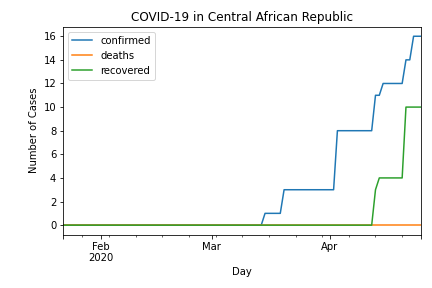 COVID-19 in Central African Republic
confirmed
deaths
recovered
Number of Cases
16
14
12
10
8
6
4
2
0
Feb
2020
Mar
Apr
Day